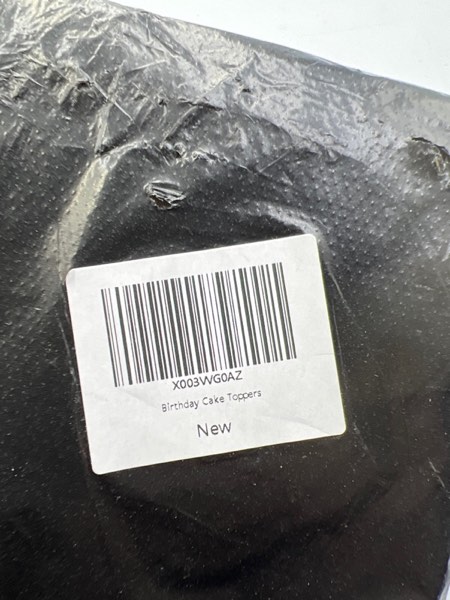 X003VVG0AZ
Birthday Cake Toppers
New